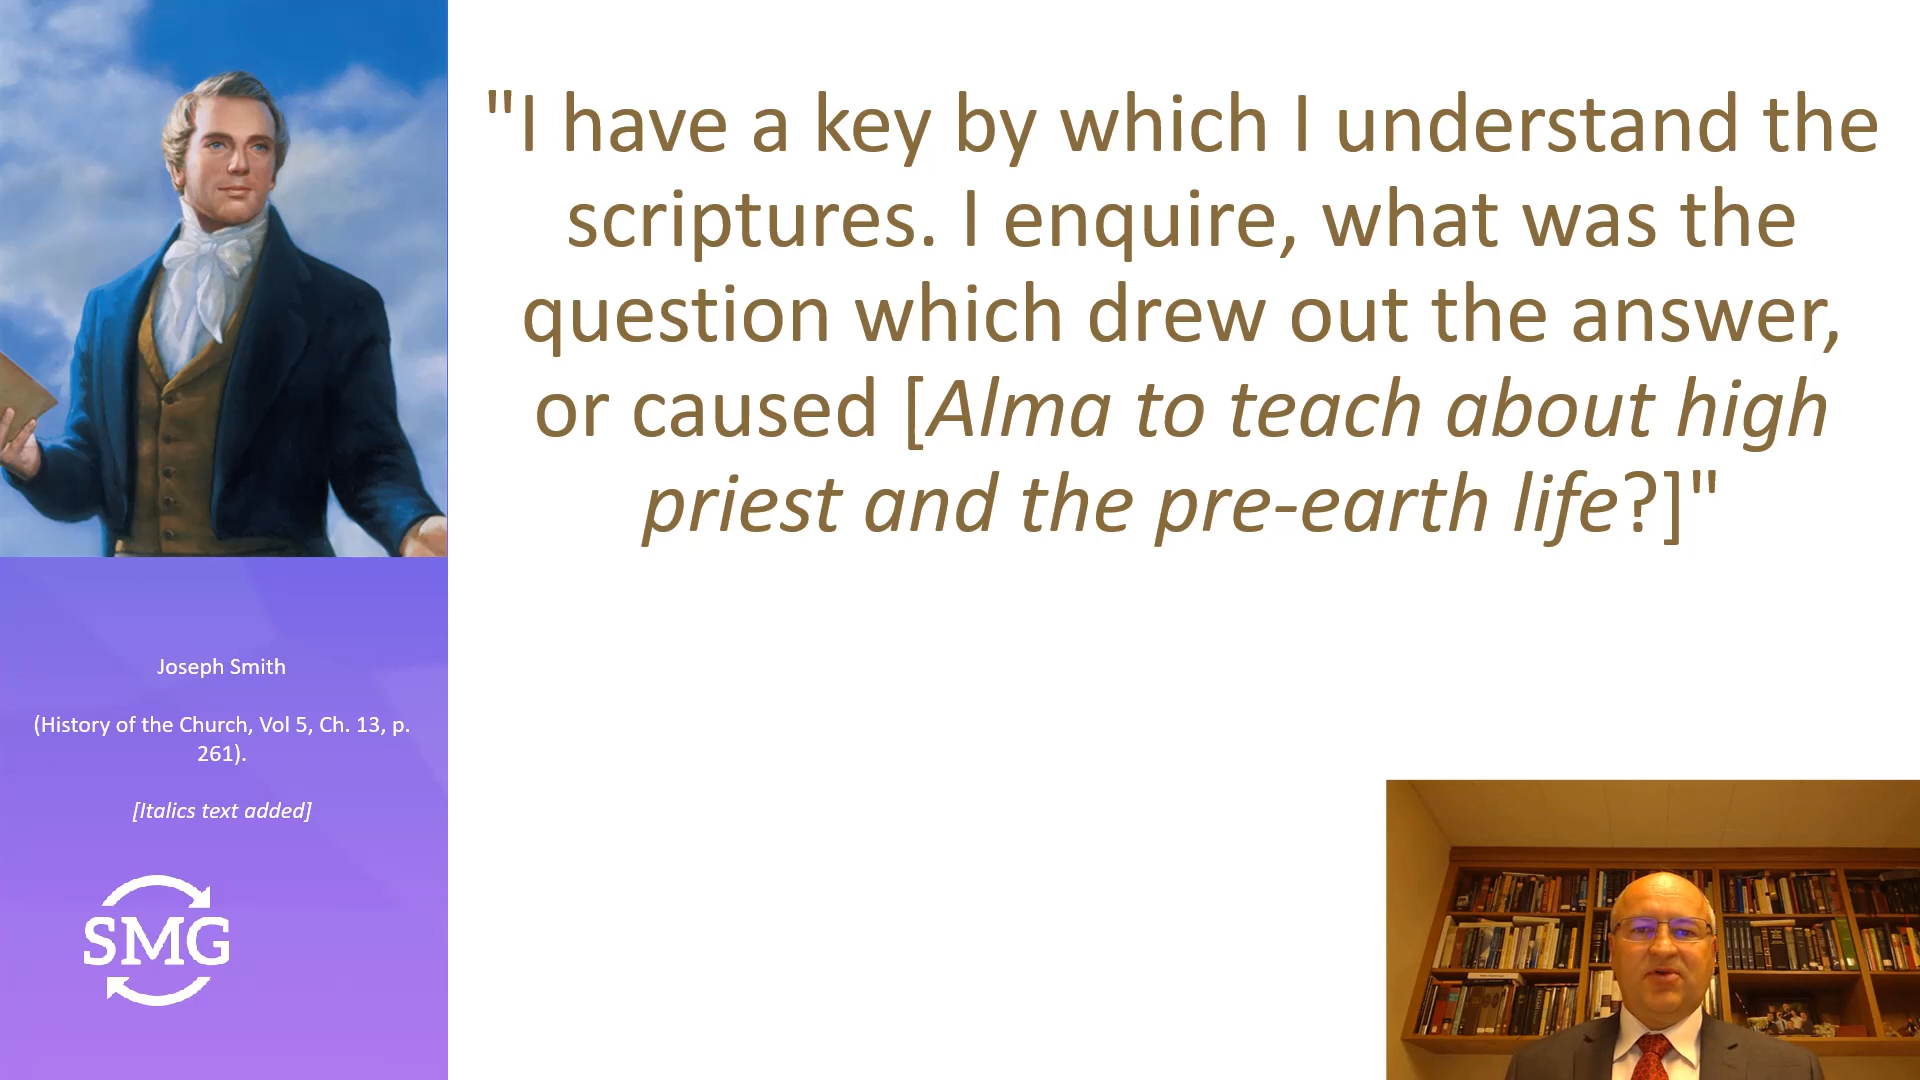 "I have a key by which I understand the
scriptures. I enquire, what was the
question which drew out the answer,
or caused [Alma to teach about high
priest and the pre-earth life?]"
Joseph Smith
(History of the Church, Vol 5, Ch. 13, p.
261).
[Italics text added]
SMG